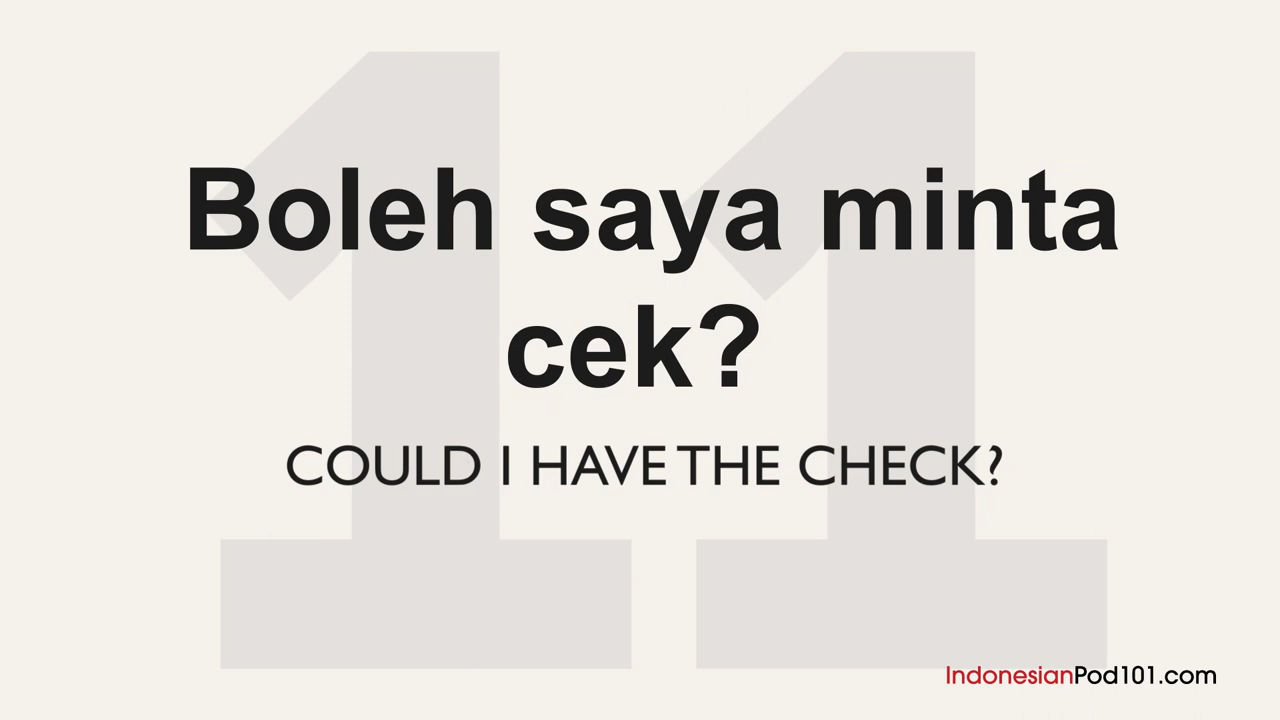 11
Boleh saya minta
cek?
COULD I HAVE THE CHECK?
IndonesianPod101.com